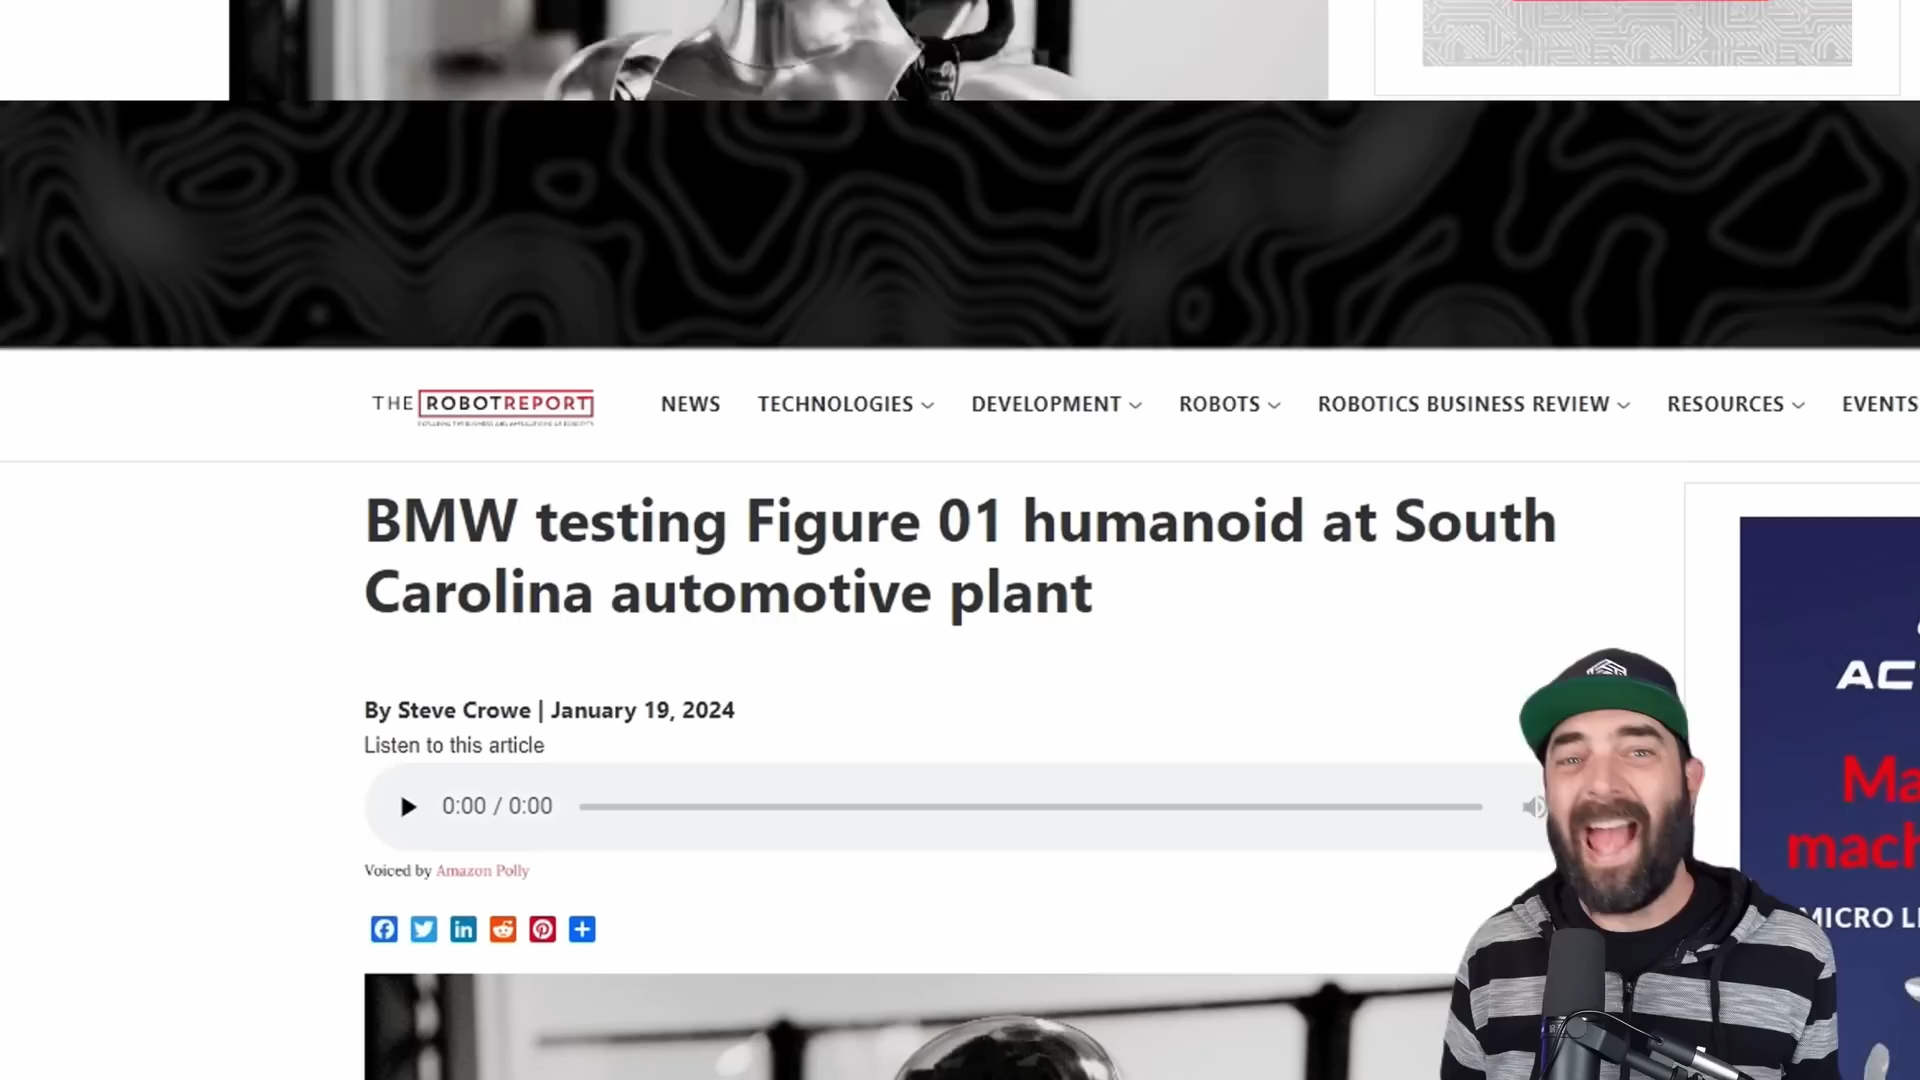 THE ROBOTREPORT
NEWS TECHNOLOGIES DEVELOPMENT ROBOTS ROBOTICS BUSINESS REVIEW RESOURCES EVENTS
BMW testing Figure 01 humanoid at South
Carolina automotive plant
By Steve Crowe | January 19, 2024
Listen to this article
0:00 / 0:00
Voiced by Amazon Polly
AC
Ma
mach
MICRO L